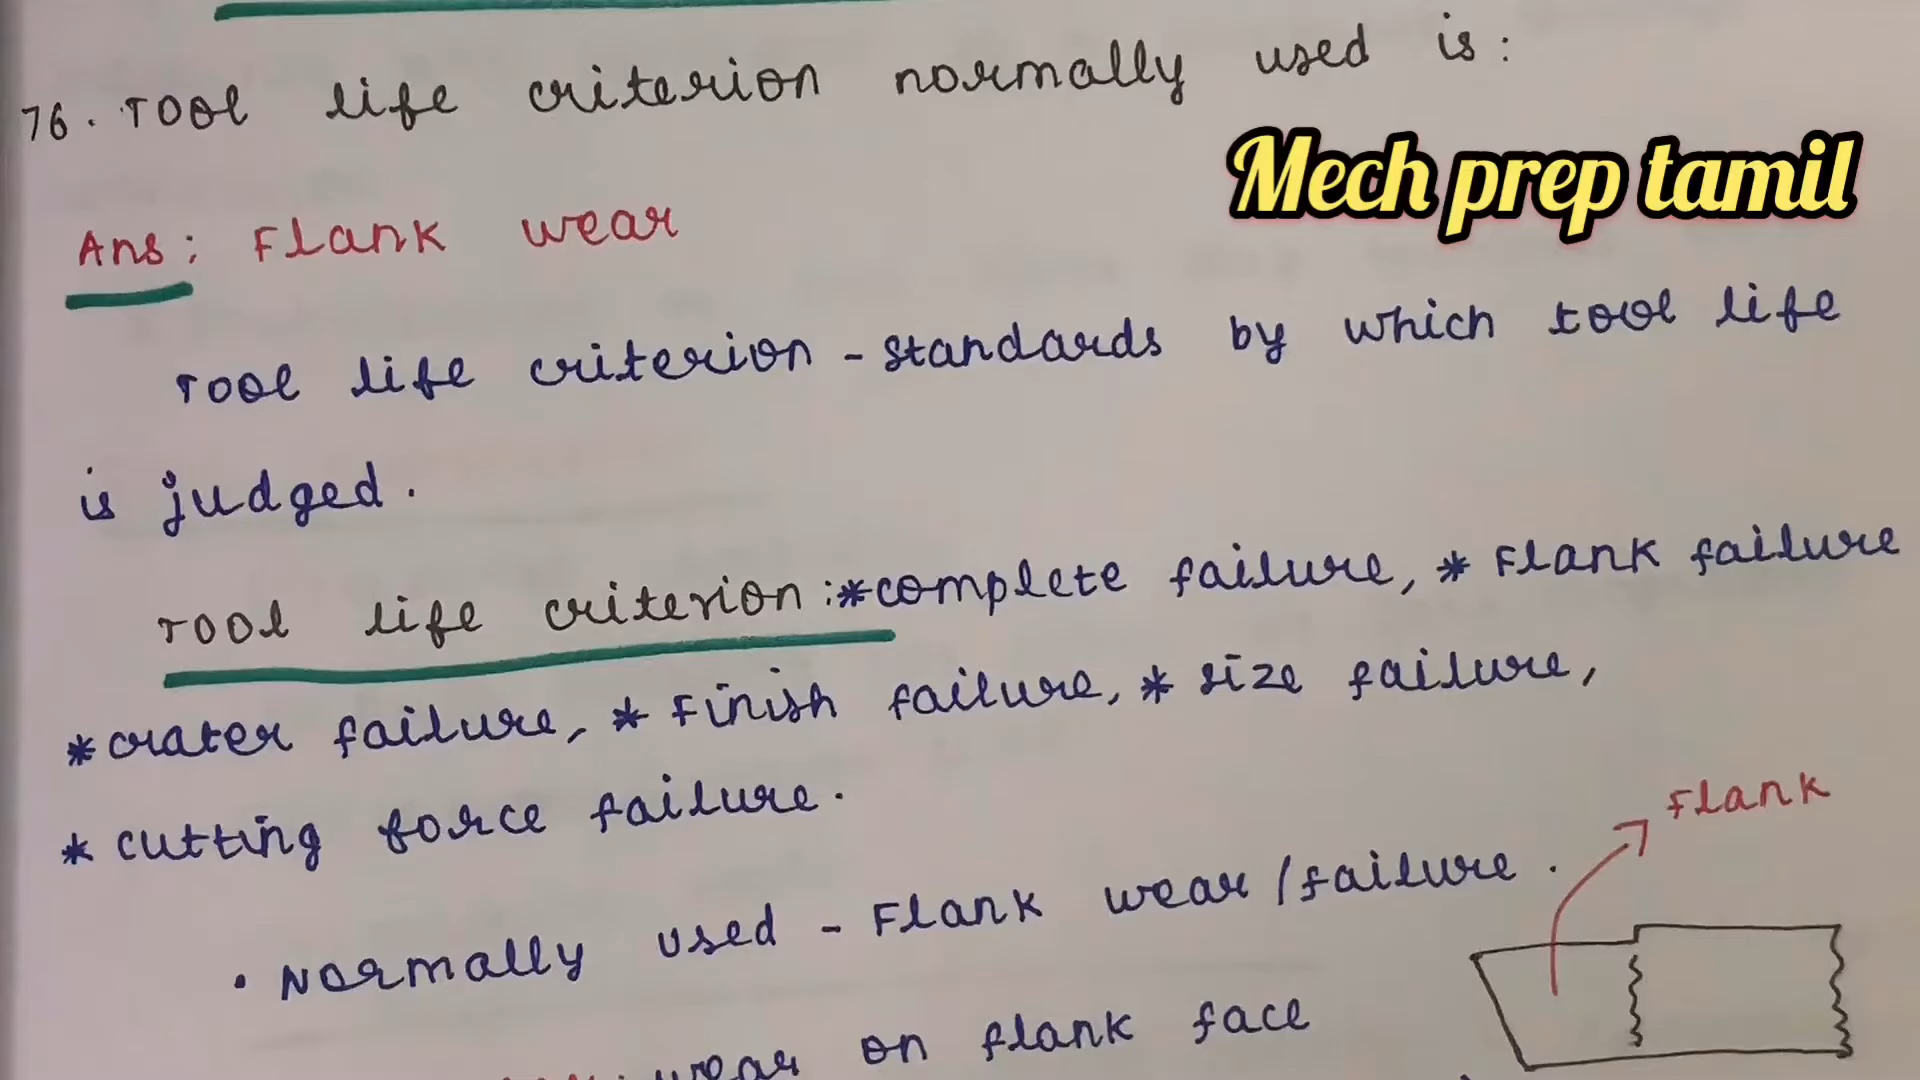 76. Tool life criterion normally used is:
Mech prep tamil
Ans: Flank wear
Tool life criterion - standards by which tool life
is judged.
Tool life criterion: * complete failure, * Flank failure
* crater failure, * Finish failure, * size failure,
* cutting force failure.
Flank
• Normally used - Flank wear/failure.
wear on flank face